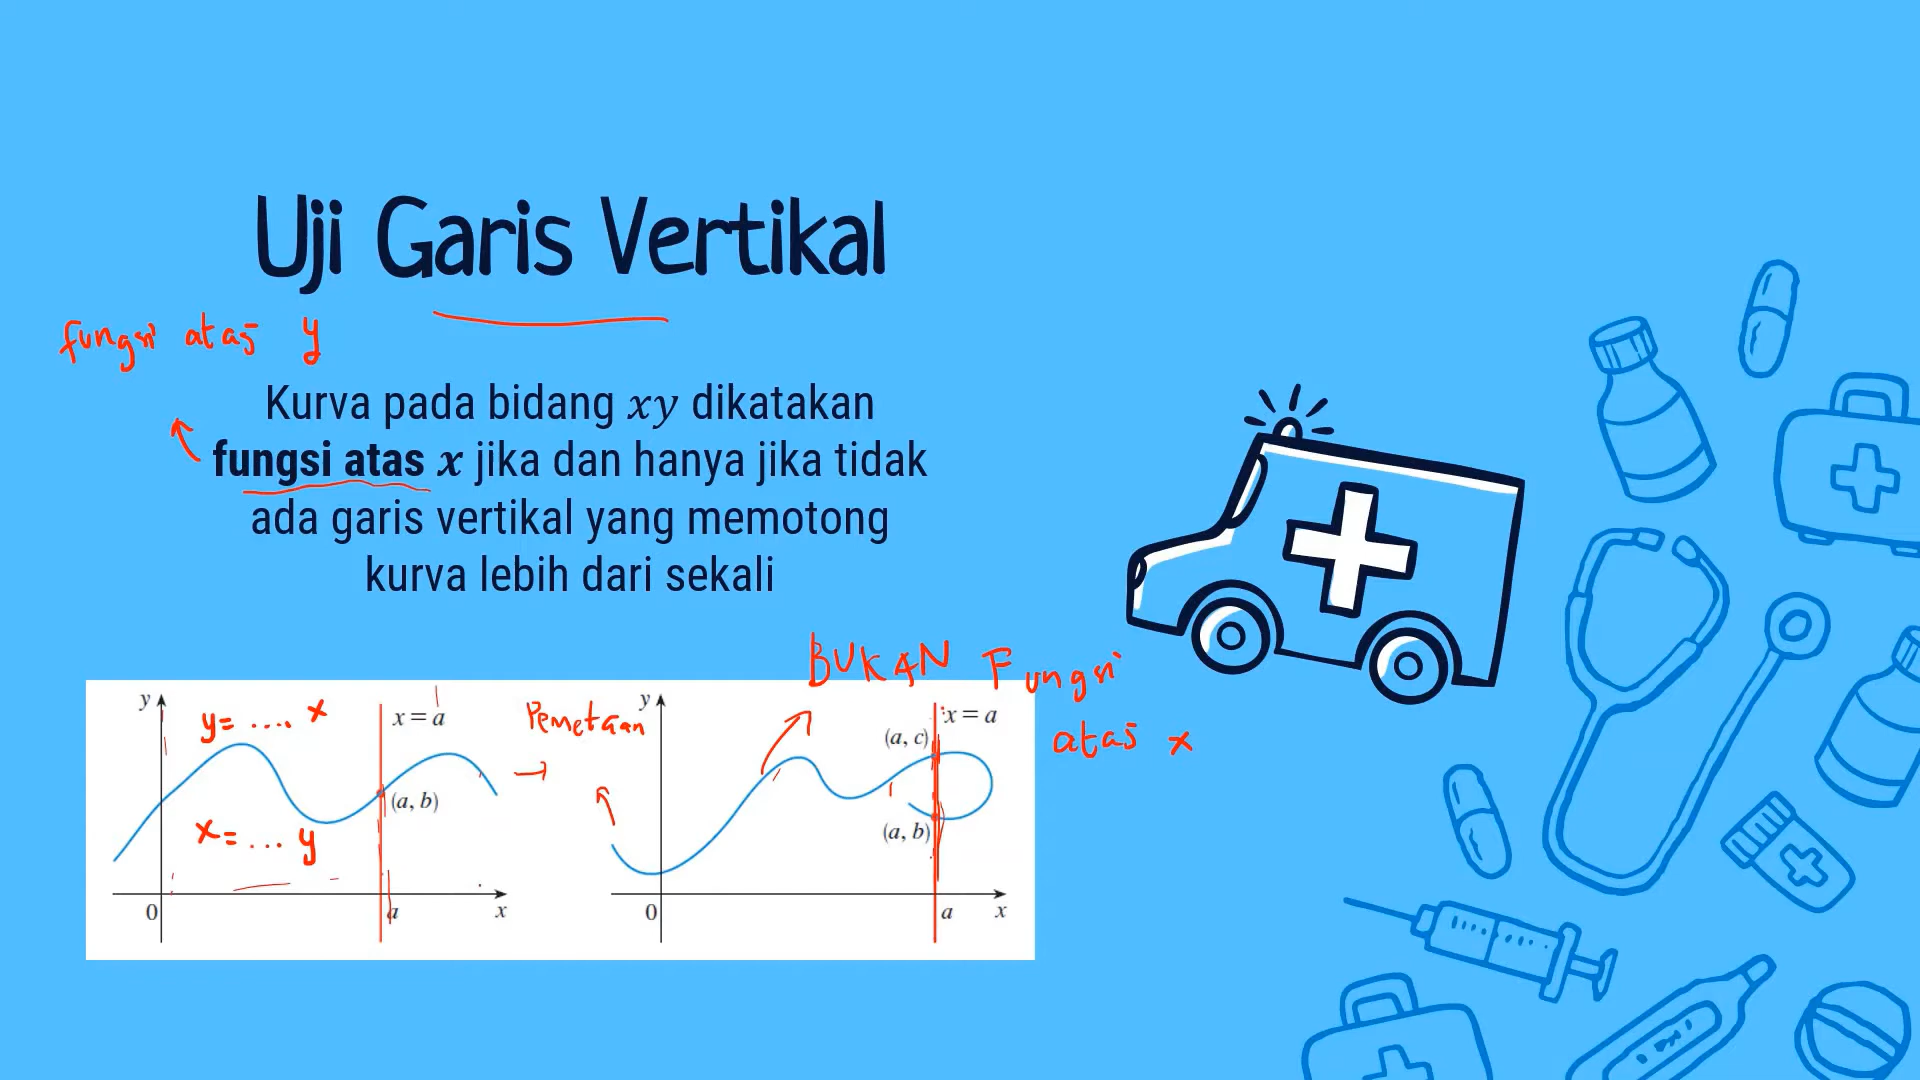 Uji Garis Vertikal
fungsi atas y
Kurva pada bidang xy dikatakan
fungsi atas x jika dan hanya jika tidak
ada garis vertikal yang memotong
kurva lebih dari sekali
BUKAN Fungsi
atas x
y
y= .... x
x = a
(a, b)
x= ... y
0
a
x
Pemetaan
y
x = a
(a, c)
(a, b)
0
a
x